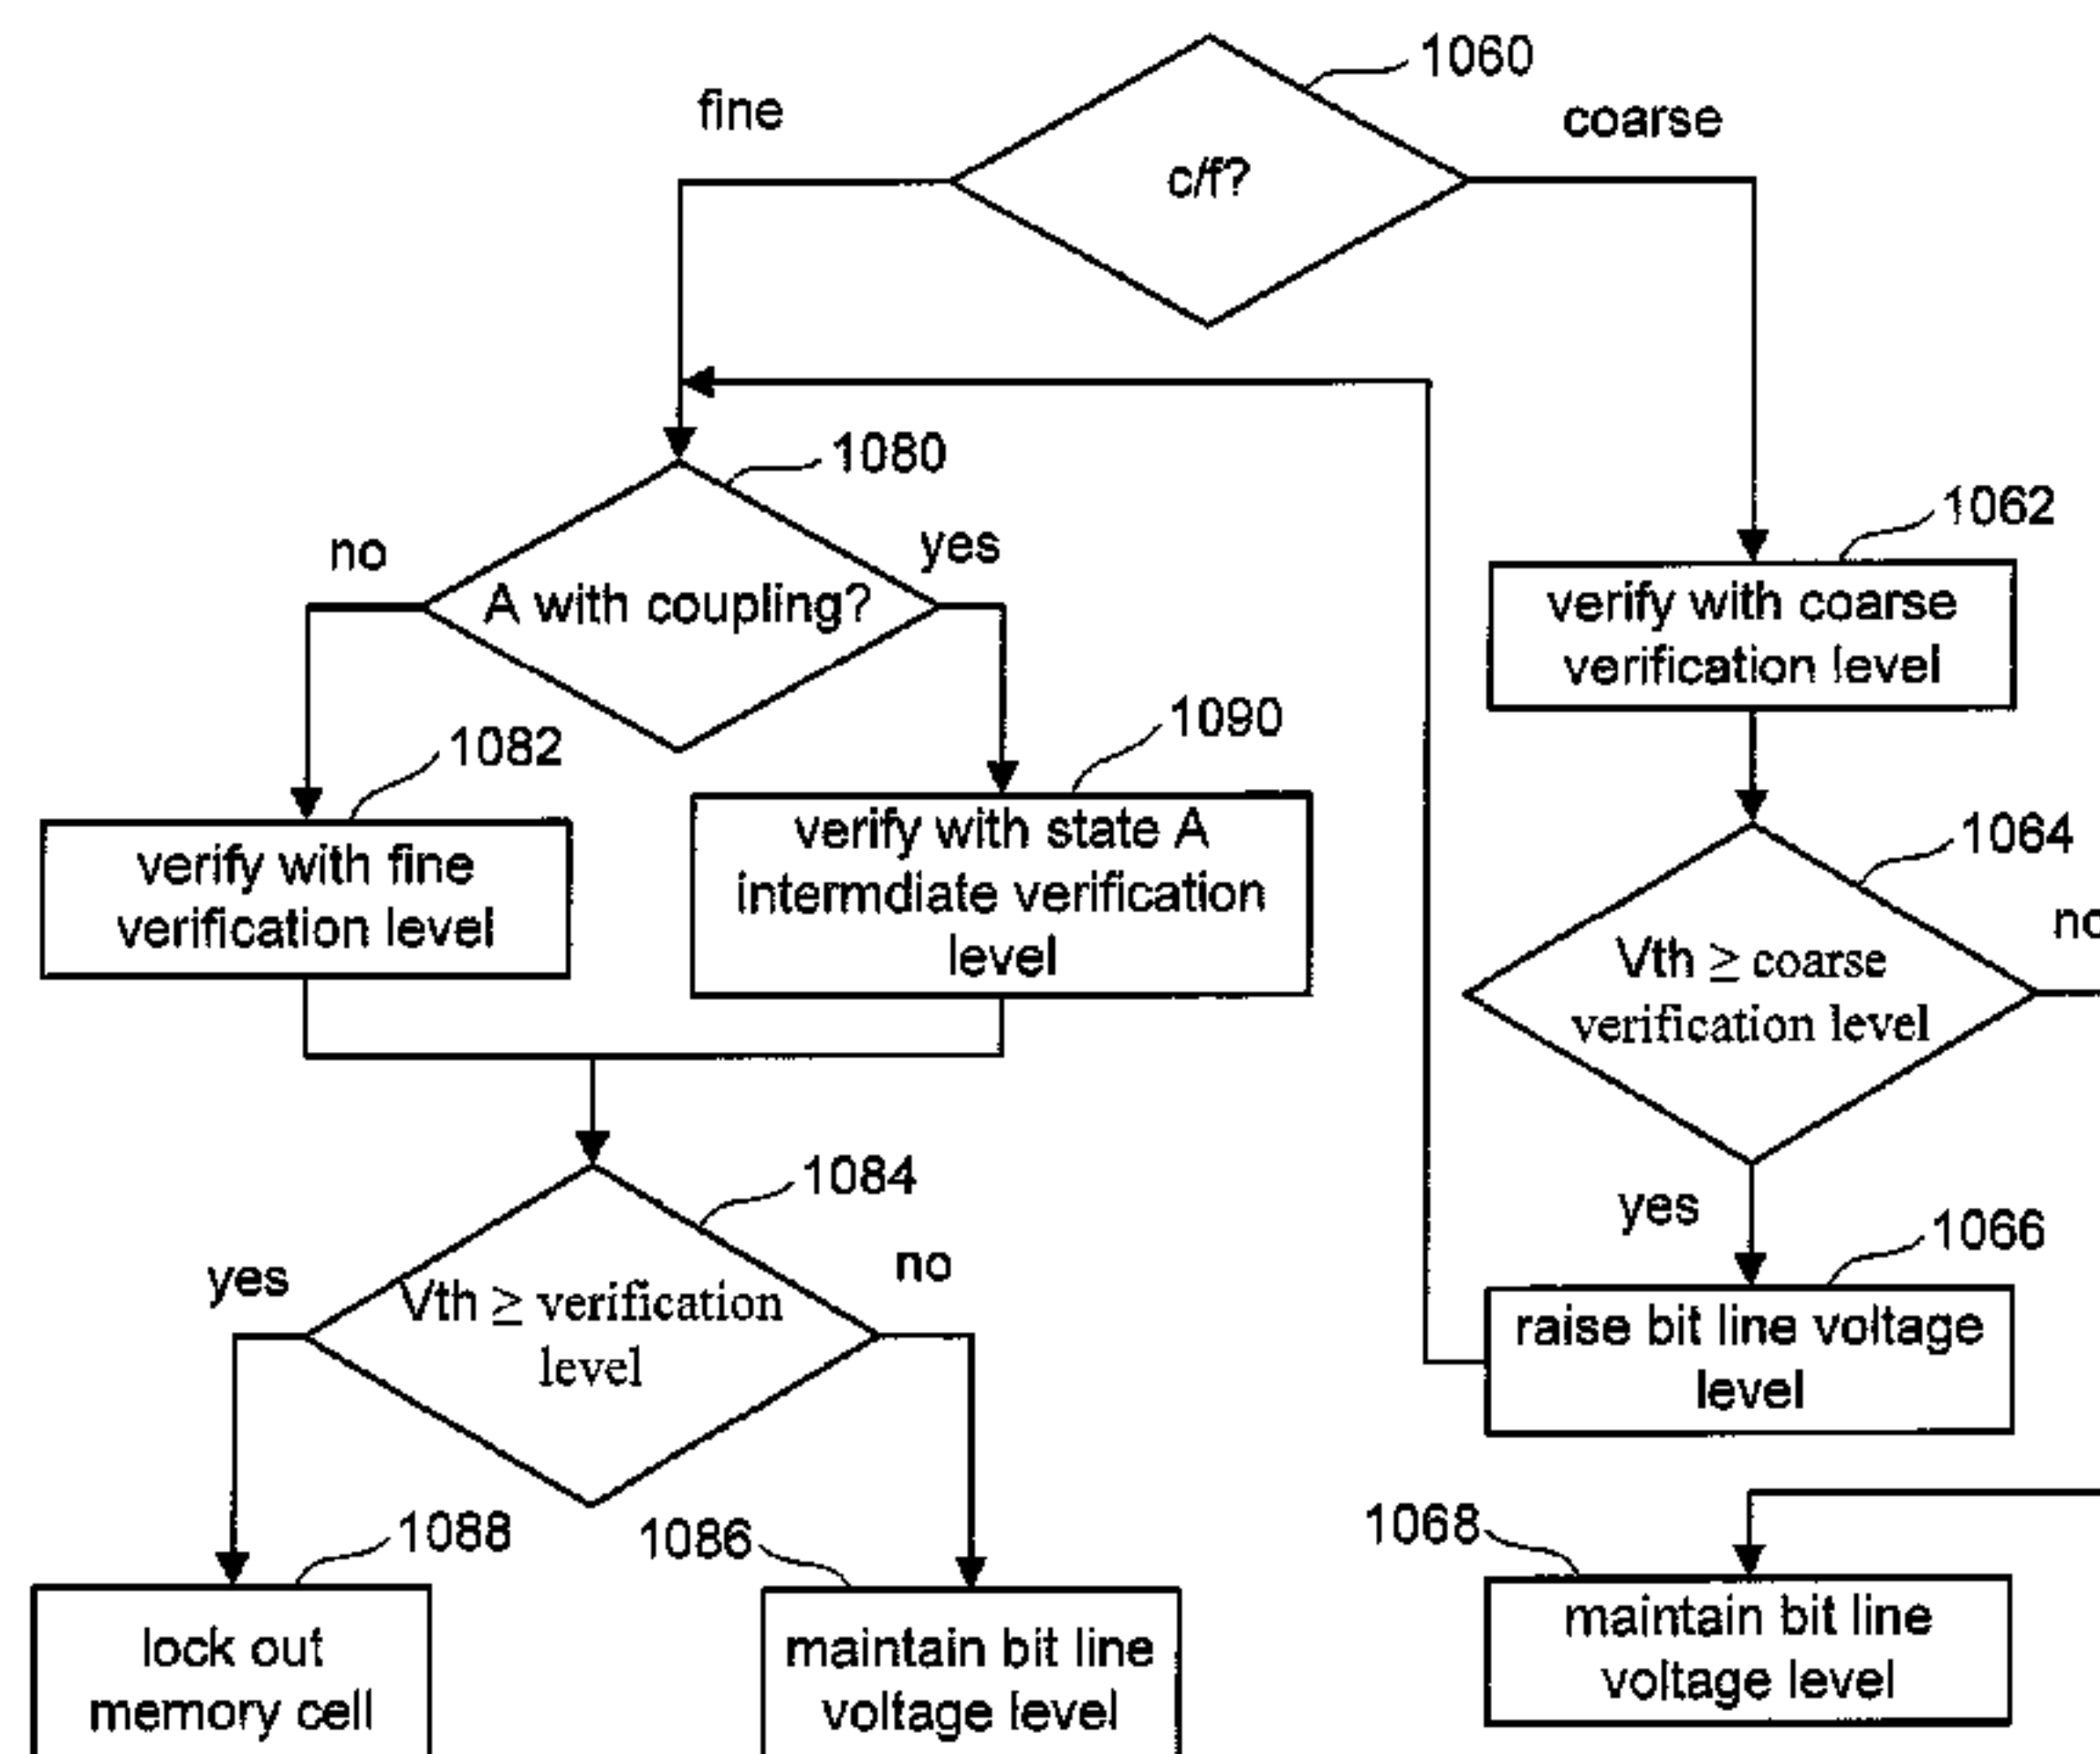 1060
fine
coarse
c/f?
1080
no
yes
A with coupling?
1062
verify with coarse
verification level
1082
1090
verify with fine
verification level
verify with state A
intermdiate verification
level
1064
no
Vth ≥ coarse
verification level
1084
yes
no
Vth ≥ verification
level
yes
1066
raise bit line voltage
level
1088
1086
1068
lock out
memory cell
maintain bit line
voltage level
maintain bit line
voltage level